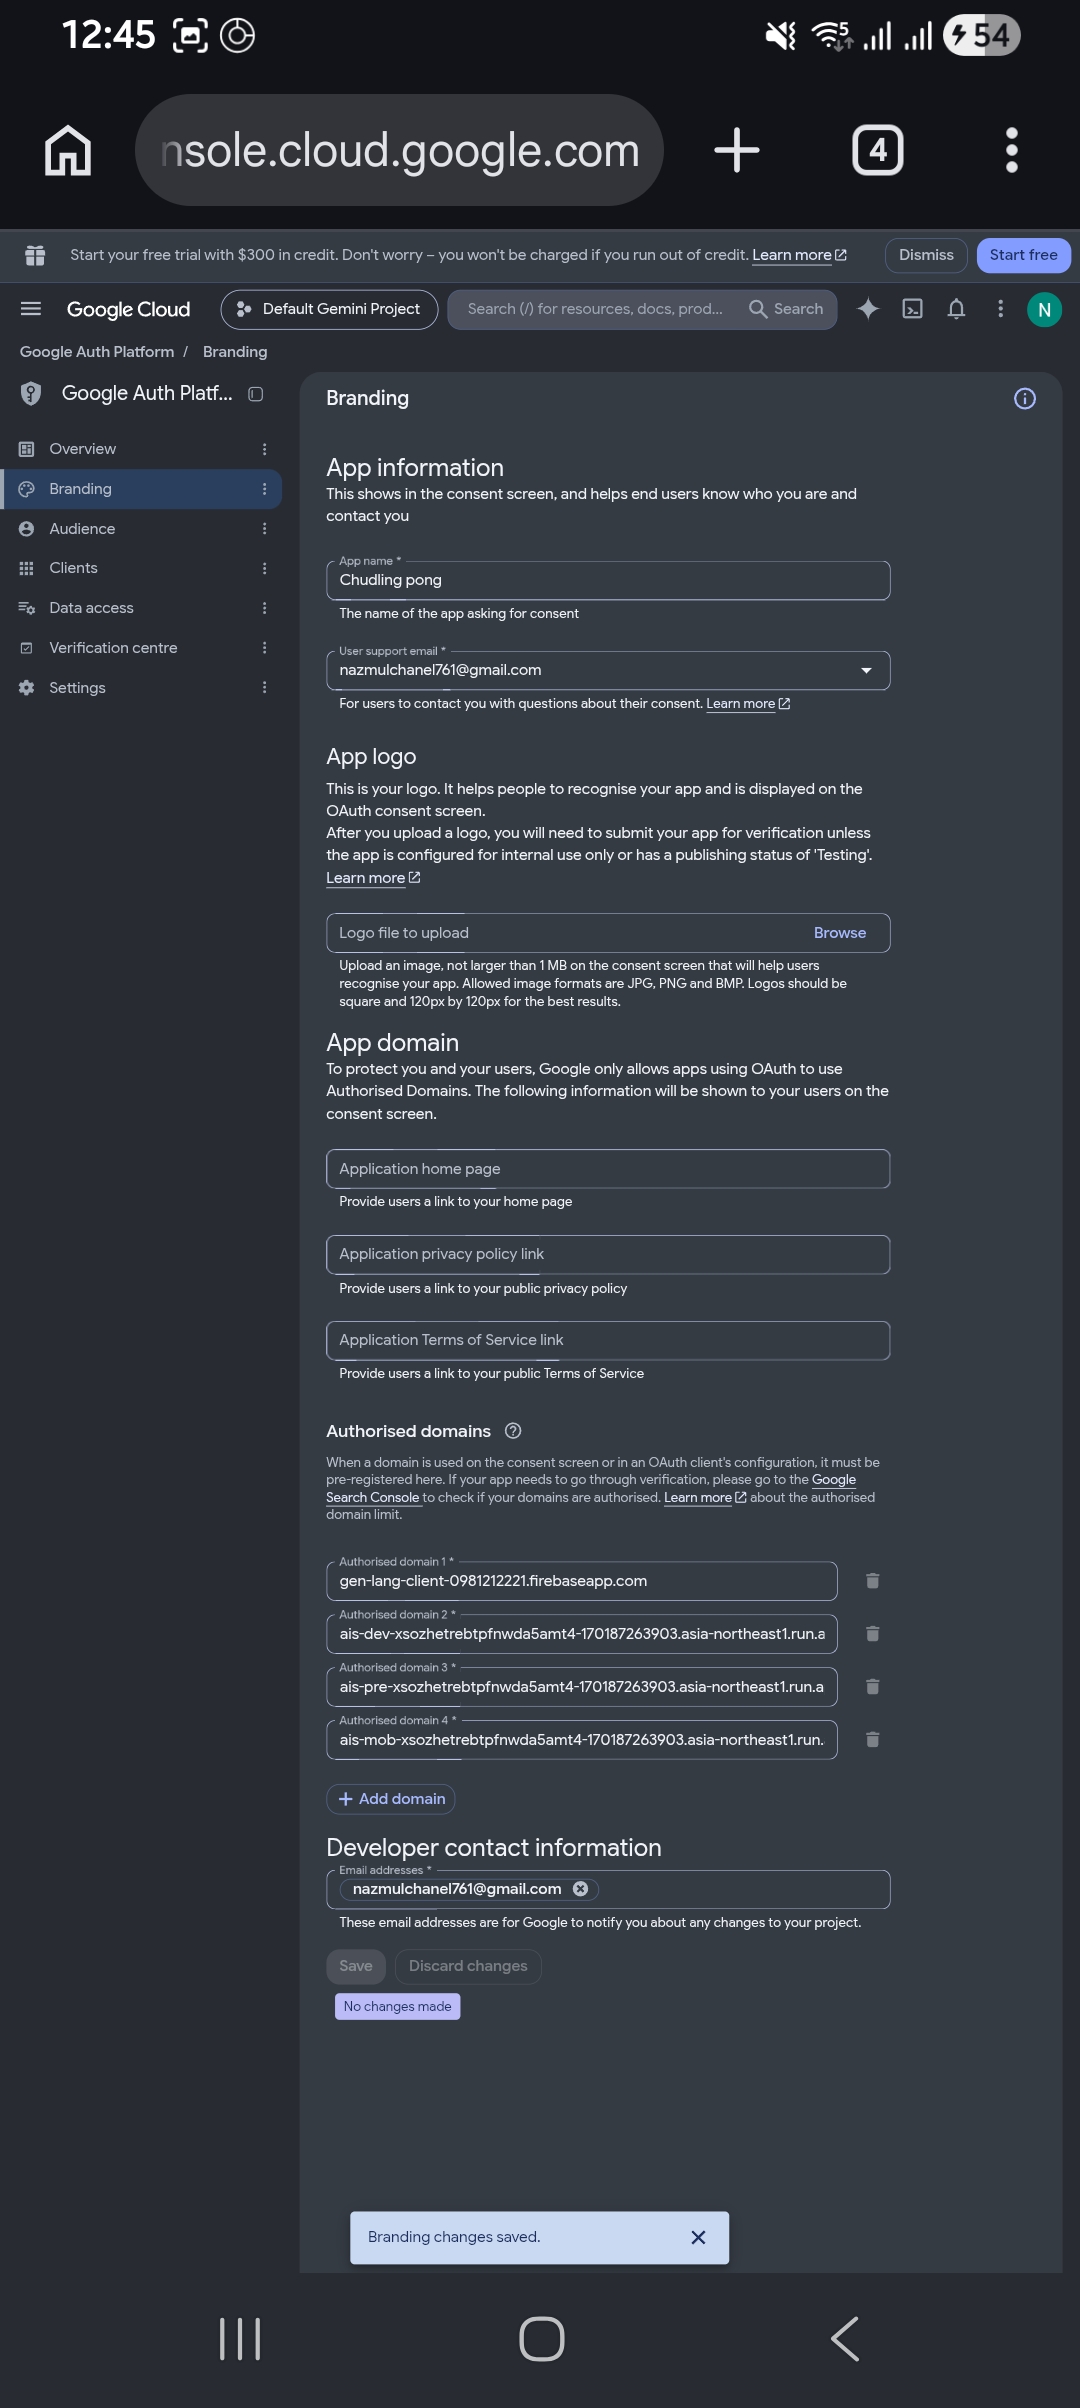 12:45
5
54
nsole.cloud.google.com
4
Start your free trial with $300 in credit. Don't worry – you won't be charged if you run out of credit. Learn more
Dismiss
Start free
Google Cloud
Default Gemini Project
Search (/) for resources, docs, prod...
Search
N
Google Auth Platform / Branding
Google Auth Platf...
Overview
Branding
Audience
Clients
Data access
Verification centre
Settings
Branding
App information
This shows in the consent screen, and helps end users know who you are and
contact you
App name *
Chudling pong
The name of the app asking for consent
User support email *
nazmulchanel761@gmail.com
For users to contact you with questions about their consent. Learn more
App logo
This is your logo. It helps people to recognise your app and is displayed on the
OAuth consent screen.
After you upload a logo, you will need to submit your app for verification unless
the app is configured for internal use only or has a publishing status of 'Testing'.
Learn more
Logo file to upload
Browse
Upload an image, not larger than 1 MB on the consent screen that will help users
recognise your app. Allowed image formats are JPG, PNG and BMP. Logos should be
square and 120px by 120px for the best results.
App domain
To protect you and your users, Google only allows apps using OAuth to use
Authorised Domains. The following information will be shown to your users on the
consent screen.
Application home page
Provide users a link to your home page
Application privacy policy link
Provide users a link to your public privacy policy
Application Terms of Service link
Provide users a link to your public Terms of Service
Authorised domains
When a domain is used on the consent screen or in an OAuth client's configuration, it must be
pre-registered here. If your app needs to go through verification, please go to the Google
Search Console to check if your domains are authorised. Learn more about the authorised
domain limit.
Authorised domain 1 *
gen-lang-client-0981212221.firebaseapp.com
Authorised domain 2 *
ais-dev-xsozhetrebtpfnwda5amt4-170187263903.asia-northeast1.run.a
Authorised domain 3 *
ais-pre-xsozhetrebtpfnwda5amt4-170187263903.asia-northeast1.run.a
Authorised domain 4 *
ais-mob-xsozhetrebtpfnwda5amt4-170187263903.asia-northeast1.run.
Add domain
Developer contact information
Email addresses *
nazmulchanel761@gmail.com
These email addresses are for Google to notify you about any changes to your project.
Save
Discard changes
No changes made
Branding changes saved.